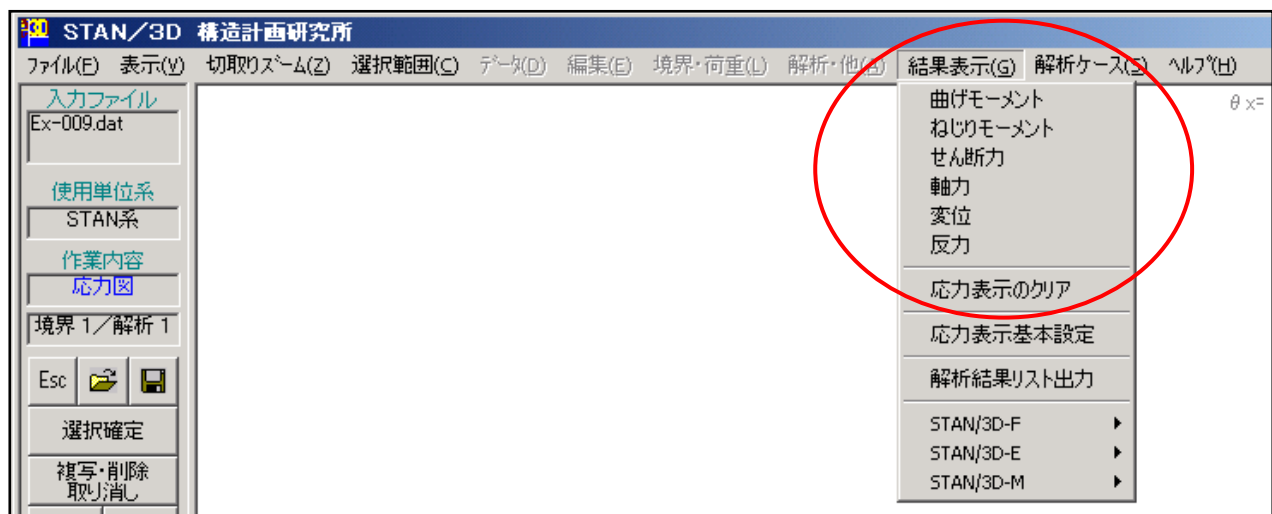 STAN/3D 構造計画研究所
ファイル(F) 表示(V) 切取りズーム(Z) 選択範囲(C) データ(D) 編集(E) 境界・荷重(L) 解析・他(A) 結果表示(G) 解析ケース(S) ヘルプ(H)
入力ファイル
Ex-009.dat
使用単位系
STAN系
作業内容
応力図
境界 1/解析 1
Esc
選択確定
複写・削除
取り消し
曲げモーメント
ねじりモーメント
せん断力
軸力
変位
反力
応力表示のクリア
応力表示基本設定
解析結果リスト出力
STAN/3D-F
STAN/3D-E
STAN/3D-M
θx=